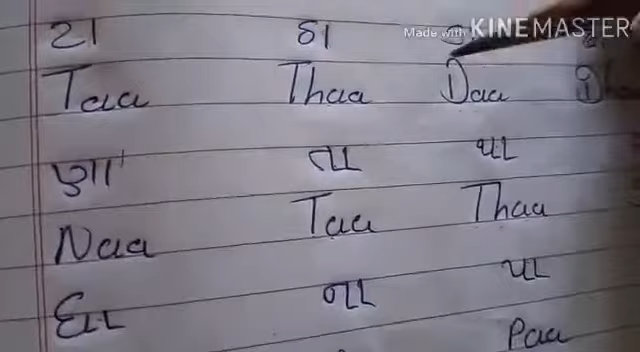 Made with KINEMASTER
ટા ઠા
Taa Thaa Daa
ણા તા થા
Naa Taa Thaa
ધા ના પા
Paa